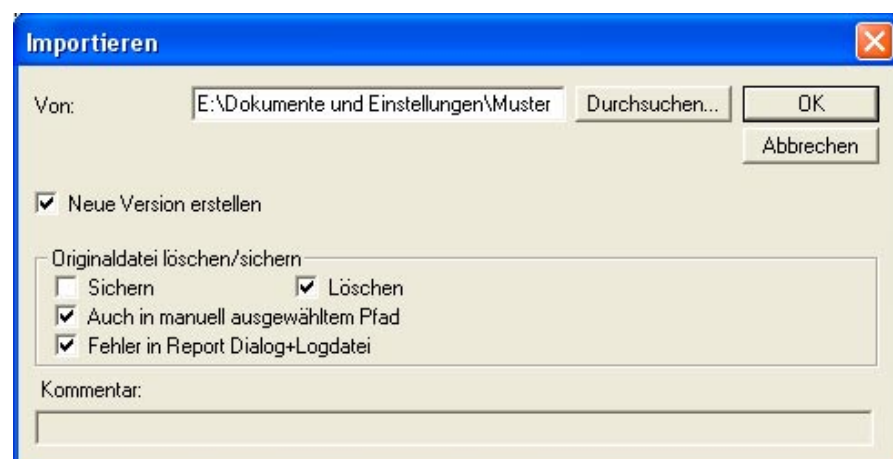 Importieren
Von: E:\Dokumente und Einstellungen\Muster Durchsuchen... OK
Abbrechen
Neue Version erstellen
Originaldatei löschen/sichern
Sichern Löschen
Auch in manuell ausgewähltem Pfad
Fehler in Report Dialog+Logdatei
Kommentar: